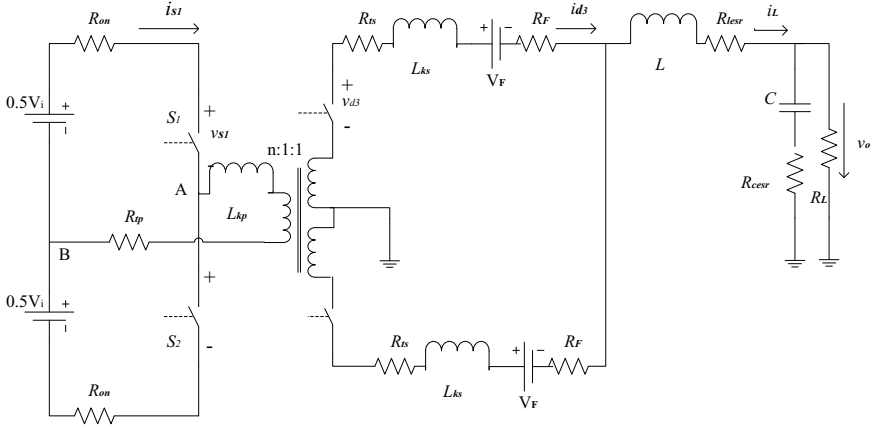 Ron
iS1
Rts
Lks
VF
RF
id3
L
Rlesr
iL
0.5Vi
+
-
S1
+
vS1
-
+
vd3
-
+
-
C
Rcesr
RL
vo
n:1:1
A
Lkp
Rtp
B
0.5Vi
+
-
+
S2
-
Ron
Rts
Lks
+
-
VF
RF